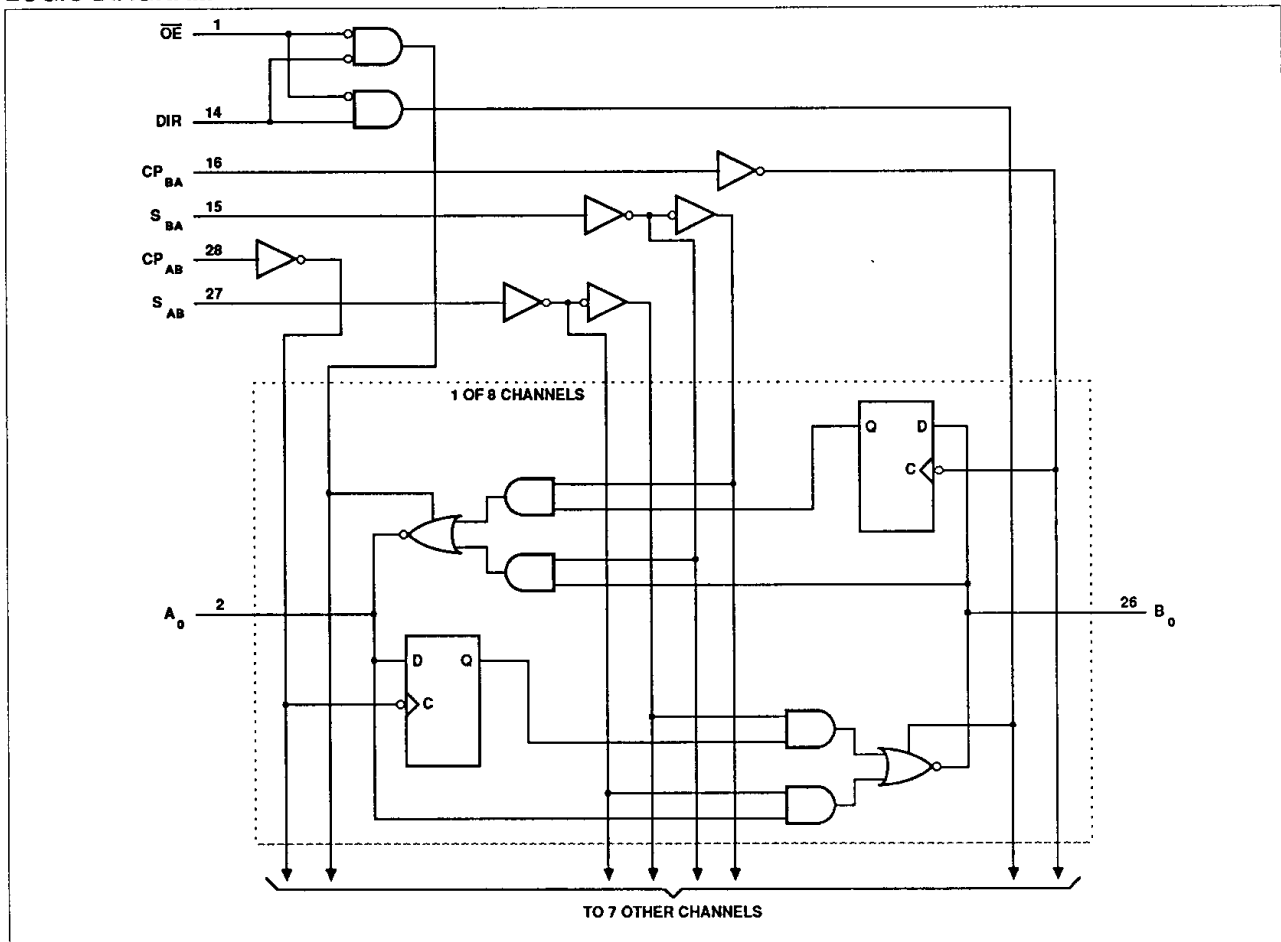 OE 1
DIR 14
CP BA 16
S BA 15
CP AB 28
S AB 27
1 OF 8 CHANNELS
Q D
C
A 0 2
26 B 0
D Q
C
TO 7 OTHER CHANNELS